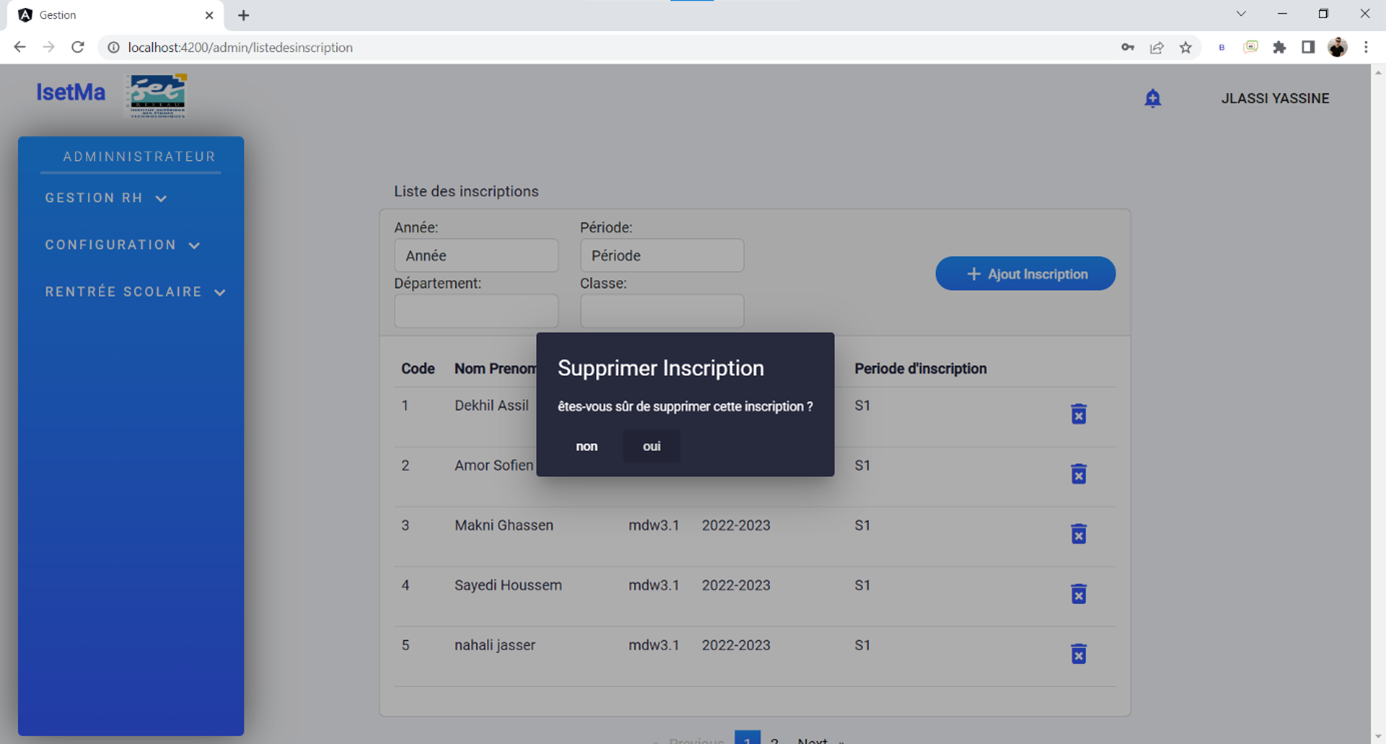 Gestion
localhost:4200/admin/listedesinscription
IsetMa
JLASSI YASSINE
ADMINNISTRATEUR
GESTION RH
CONFIGURATION
RENTRÉE SCOLAIRE
Liste des inscriptions
Année: Période:
Année Période
Département: Classe:
+ Ajout Inscription
Supprimer Inscription
êtes-vous sûr de supprimer cette inscription ?
non oui
Code Nom Prenom Periode d'inscription
1 Dekhil Assil S1
2 Amor Sofien S1
3 Makni Ghassen mdw3.1 2022-2023 S1
4 Sayedi Houssem mdw3.1 2022-2023 S1
5 nahali jasser mdw3.1 2022-2023 S1
« Previous 1 2 Next »